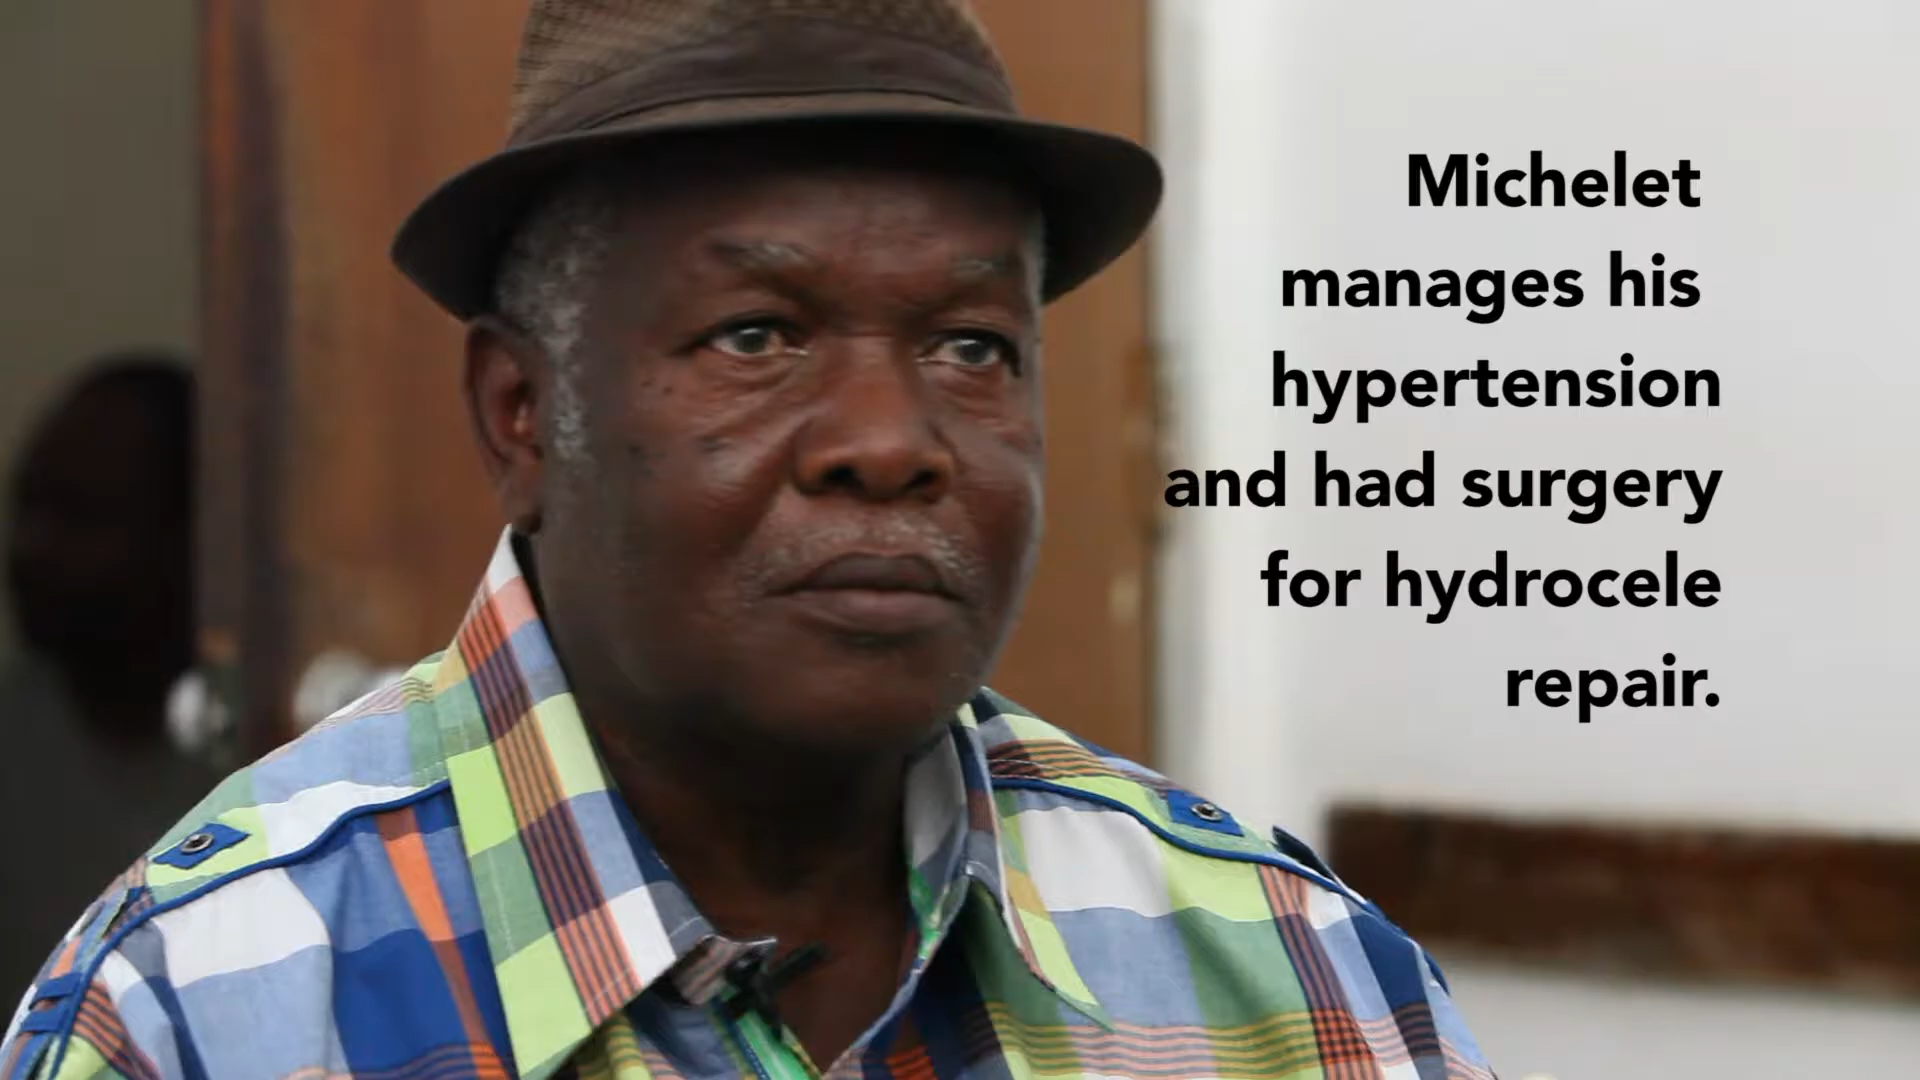 Michelet
manages his
hypertension
and had surgery
for hydrocele
repair.